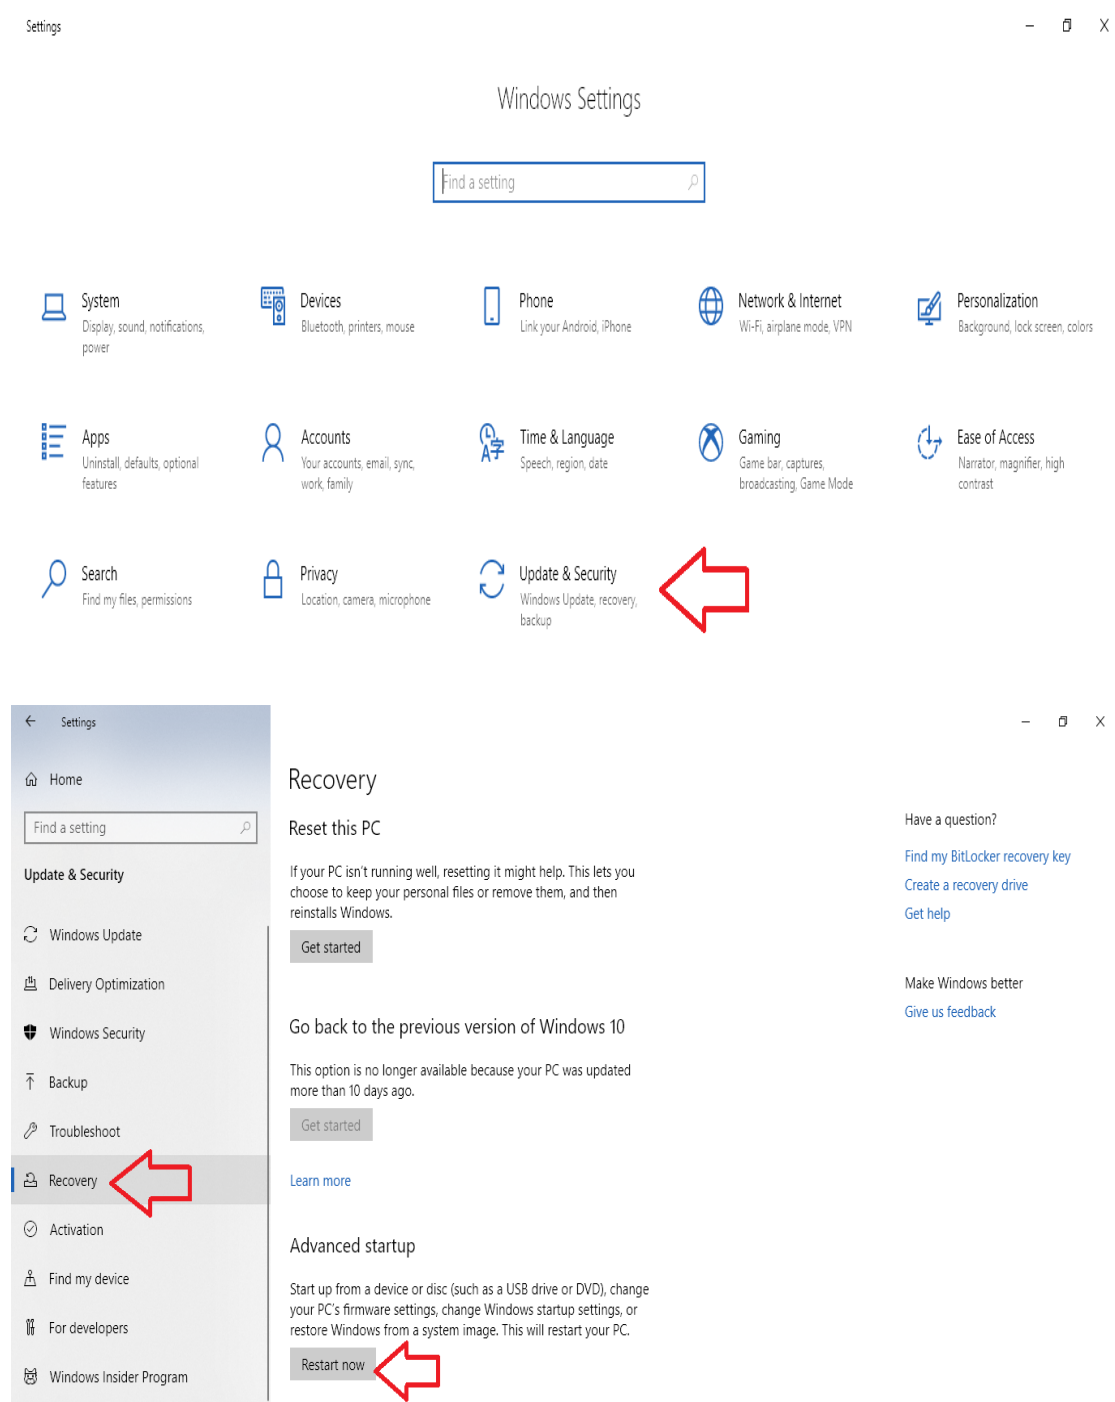 Settings
Windows Settings
Find a setting
System
Display, sound, notifications,
power
Devices
Bluetooth, printers, mouse
Phone
Link your Android, iPhone
Network & Internet
Wi-Fi, airplane mode, VPN
Personalization
Background, lock screen, colors
Apps
Uninstall, defaults, optional
features
Accounts
Your accounts, email, sync,
work, family
Time & Language
Speech, region, date
Gaming
Game bar, captures,
broadcasting, Game Mode
Ease of Access
Narrator, magnifier, high
contrast
Search
Find my files, permissions
Privacy
Location, camera, microphone
Update & Security
Windows Update, recovery,
backup
Settings
Home
Find a setting
Update & Security
Windows Update
Delivery Optimization
Windows Security
Backup
Troubleshoot
Recovery
Activation
Find my device
For developers
Windows Insider Program
Recovery
Reset this PC
If your PC isn't running well, resetting it might help. This lets you
choose to keep your personal files or remove them, and then
reinstalls Windows.
Get started
Go back to the previous version of Windows 10
This option is no longer available because your PC was updated
more than 10 days ago.
Get started
Learn more
Advanced startup
Start up from a device or disc (such as a USB drive or DVD), change
your PC's firmware settings, change Windows startup settings, or
restore Windows from a system image. This will restart your PC.
Restart now
Have a question?
Find my BitLocker recovery key
Create a recovery drive
Get help
Make Windows better
Give us feedback